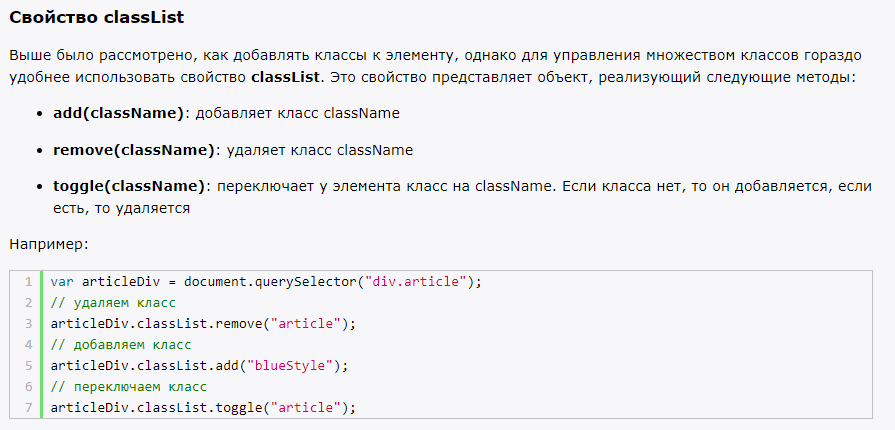 Свойство classList
Выше было рассмотрено, как добавлять классы к элементу, однако для управления множеством классов гораздо
удобнее использовать свойство classList. Это свойство представляет объект, реализующий следующие методы:
• add(className): добавляет класс className
• remove(className): удаляет класс className
• toggle(className): переключает у элемента класс на className. Если класса нет, то он добавляется, если
есть, то удаляется
Например:
1 var articleDiv = document.querySelector("div.article");
2 // удаляем класс
3 articleDiv.classList.remove("article");
4 // добавляем класс
5 articleDiv.classList.add("blueStyle");
6 // переключаем класс
7 articleDiv.classList.toggle("article");